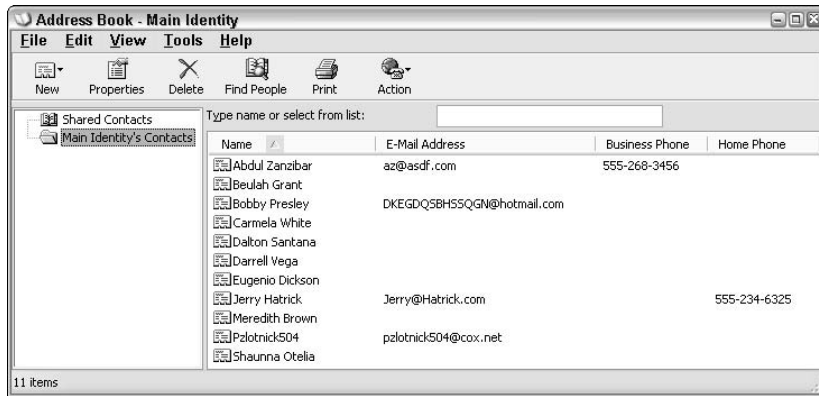 Address Book - Main Identity
File Edit View Tools Help
New Properties Delete Find People Print Action
Shared Contacts
Main Identity's Contacts
Type name or select from list:
Name E-Mail Address Business Phone Home Phone
Abdul Zanzibar az@asdf.com 555-268-3456
Beulah Grant
Bobby Presley DKEGDQSBHSSQGN@hotmail.com
Carmela White
Dalton Santana
Darrell Vega
Eugenio Dickson
Jerry Hatrick Jerry@Hatrick.com 555-234-6325
Meredith Brown
Pzlotnick504 pzlotnick504@cox.net
Shaunna Otelia
11 items